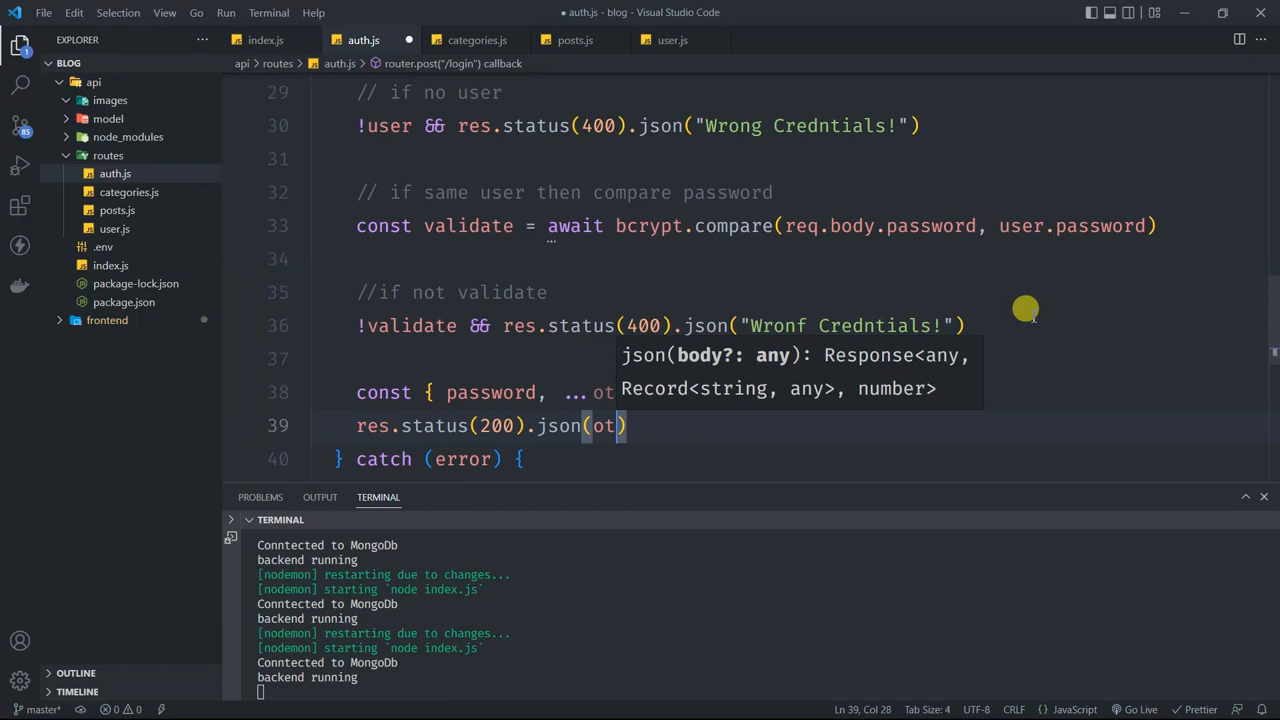 File Edit Selection View Go Run Terminal Help
● auth.js - blog - Visual Studio Code
EXPLORER ...
index.js
auth.js
categories.js
posts.js
user.js
BLOG
api > routes > auth.js > router.post("/login") callback
api
images
model
node_modules
routes
auth.js
categories.js
posts.js
user.js
.env
index.js
package-lock.json
package.json
frontend
OUTLINE
TIMELINE
1
85
29 // if no user
30 !user && res.status(400).json("Wrong Credntials!")
31
32 // if same user then compare password
33 const validate = await bcrypt.compare(req.body.password, user.password)
34
35 //if not validate
36 !validate && res.status(400).json("Wronf Credntials!")
37
json(body?: any): Response<any,
Record<string, any>, number>
38 const { password, ...ot
39 res.status(200).json(ot)
40 } catch (error) {
PROBLEMS OUTPUT TERMINAL
TERMINAL
Conntected to MongoDb
backend running
[nodemon] restarting due to changes...
[nodemon] starting `node index.js`
Conntected to MongoDb
backend running
[nodemon] restarting due to changes...
[nodemon] starting `node index.js`
Conntected to MongoDb
backend running
master* 0 0 Ln 39, Col 28 Tab Size: 4 UTF-8 CRLF {} JavaScript Go Live Prettier